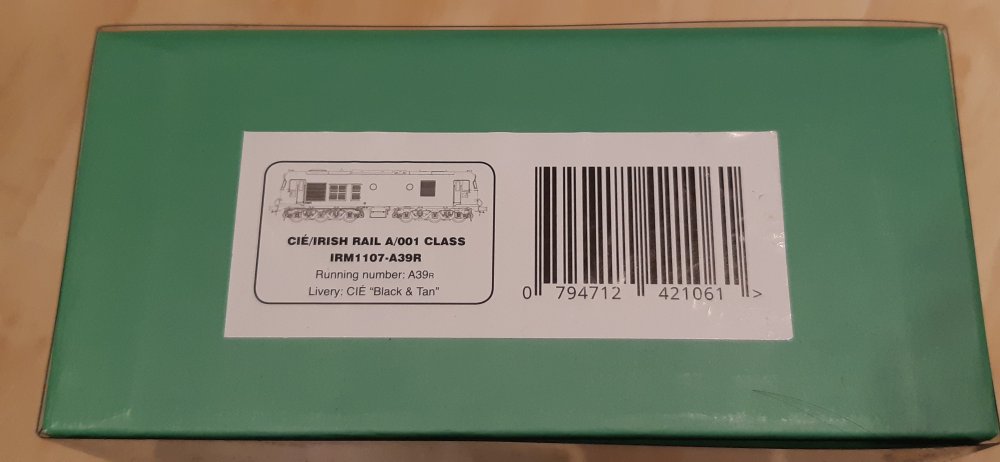 CIÉ/IRISH RAIL A/001 CLASS
IRM1107-A39R
Running number: A39R
Livery: CIÉ “Black & Tan”
0 794712 421061 >